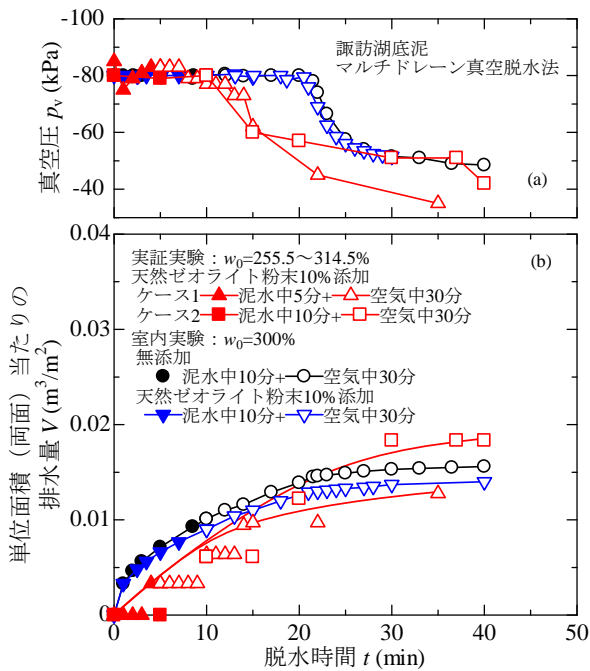 -100
-80
-60
-40
真空圧 pv (kPa)
諏訪湖底泥
マルチドレーン真空脱水法
(a)
0.04
0.03
0.02
0.01
0
単位面積（両面）当たりの
排水量 V (m³/m²)
(b)
実証実験：w0=255.5～314.5%
天然ゼオライト粉末10%添加
ケース1 泥水中5分+ 空気中30分
ケース2 泥水中10分+ 空気中30分
室内実験：w0=300%
無添加
泥水中10分+ 空気中30分
天然ゼオライト粉末10%添加
泥水中10分+ 空気中30分
0 10 20 30 40 50
脱水時間 t (min)